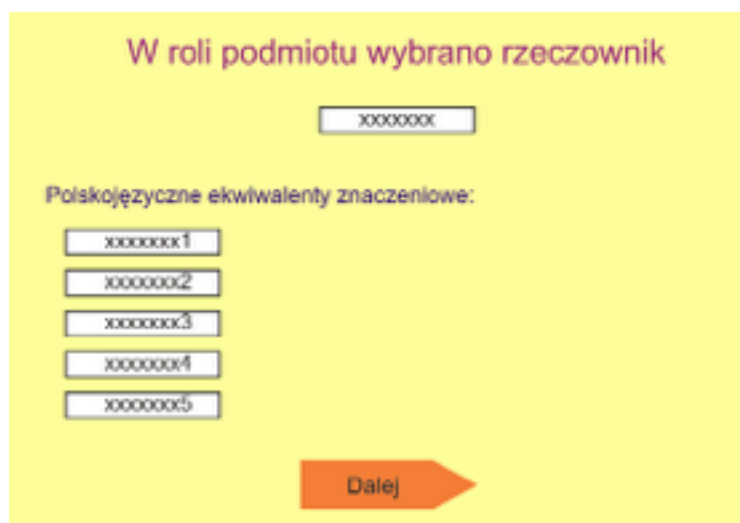 W roli podmiotu wybrano rzeczownik
xxxxxxx
Polskojęzyczne ekwiwalenty znaczeniowe:
xxxxxxx1
xxxxxxx2
xxxxxxx3
xxxxxxx4
xxxxxxx5
Dalej